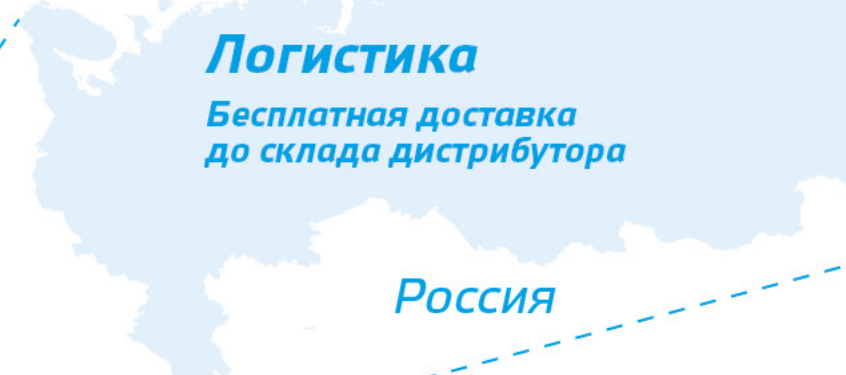 Логистика
Бесплатная доставка
до склада дистрибутора
Россия